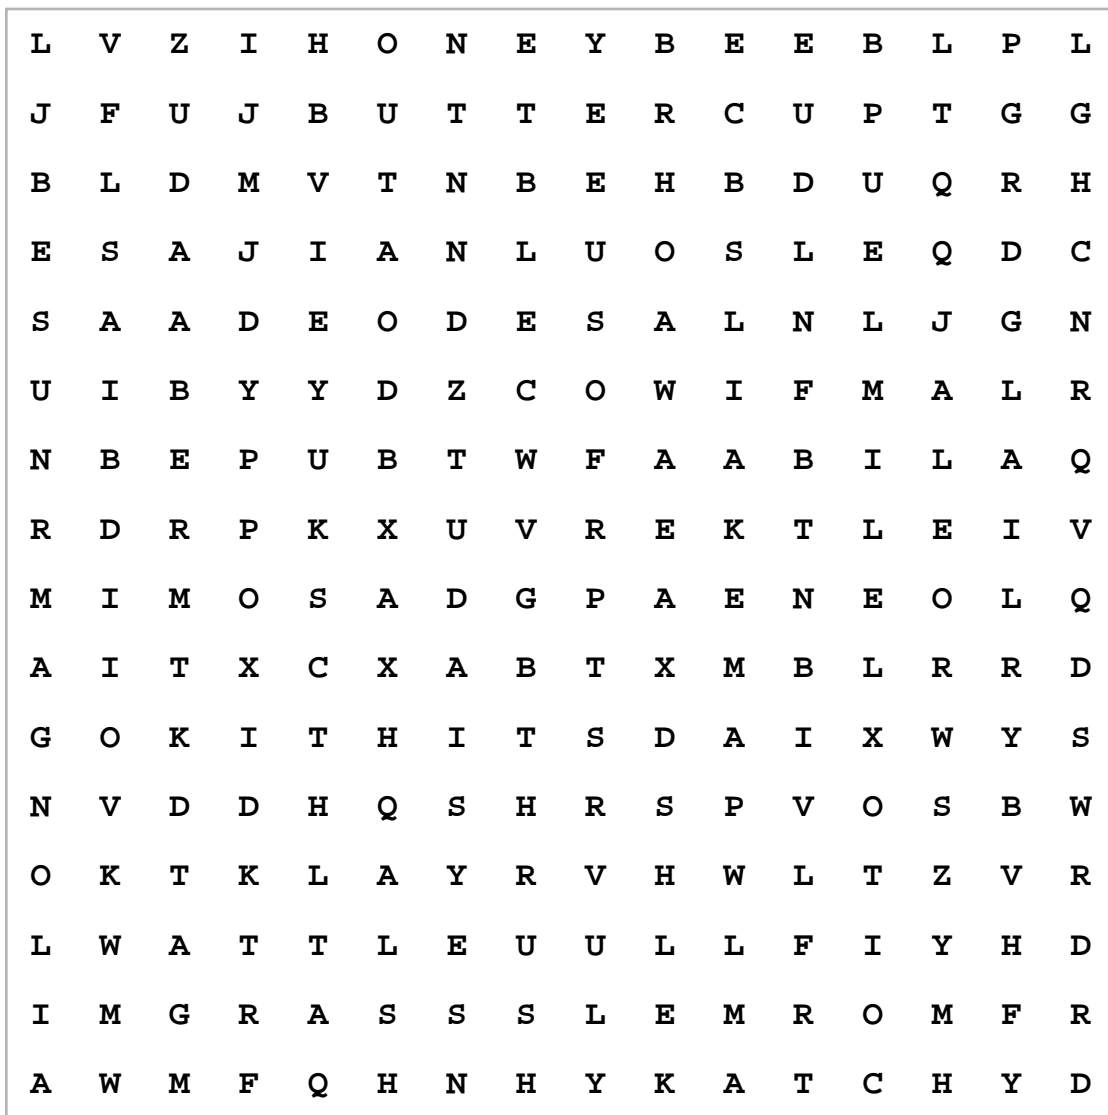 L V Z I H O N E Y B E E B L P L
J F U J B U T T E R C U P T G G
B L D M V T N B E H B D U Q R H
E S A J I A N L U O S L E Q D C
S A A D E O D E S A L N L J G N
U I B Y Y D Z C O W I F M A L R
N B E P U B T W F A A B I L A Q
R D R P K X U V R E K T L E I V
M I M O S A D G P A E N E O L Q
A I T X C X A B T X M B L R R D
G O K I T H I T S D A I X W Y S
N V D D H Q S H R S P V O S B W
O K T K L A Y R V H W L T Z V R
L W A T T L E U U L L F I Y H D
I M G R A S S S L E M R O M F R
A W M F Q H N H Y K A T C H Y D